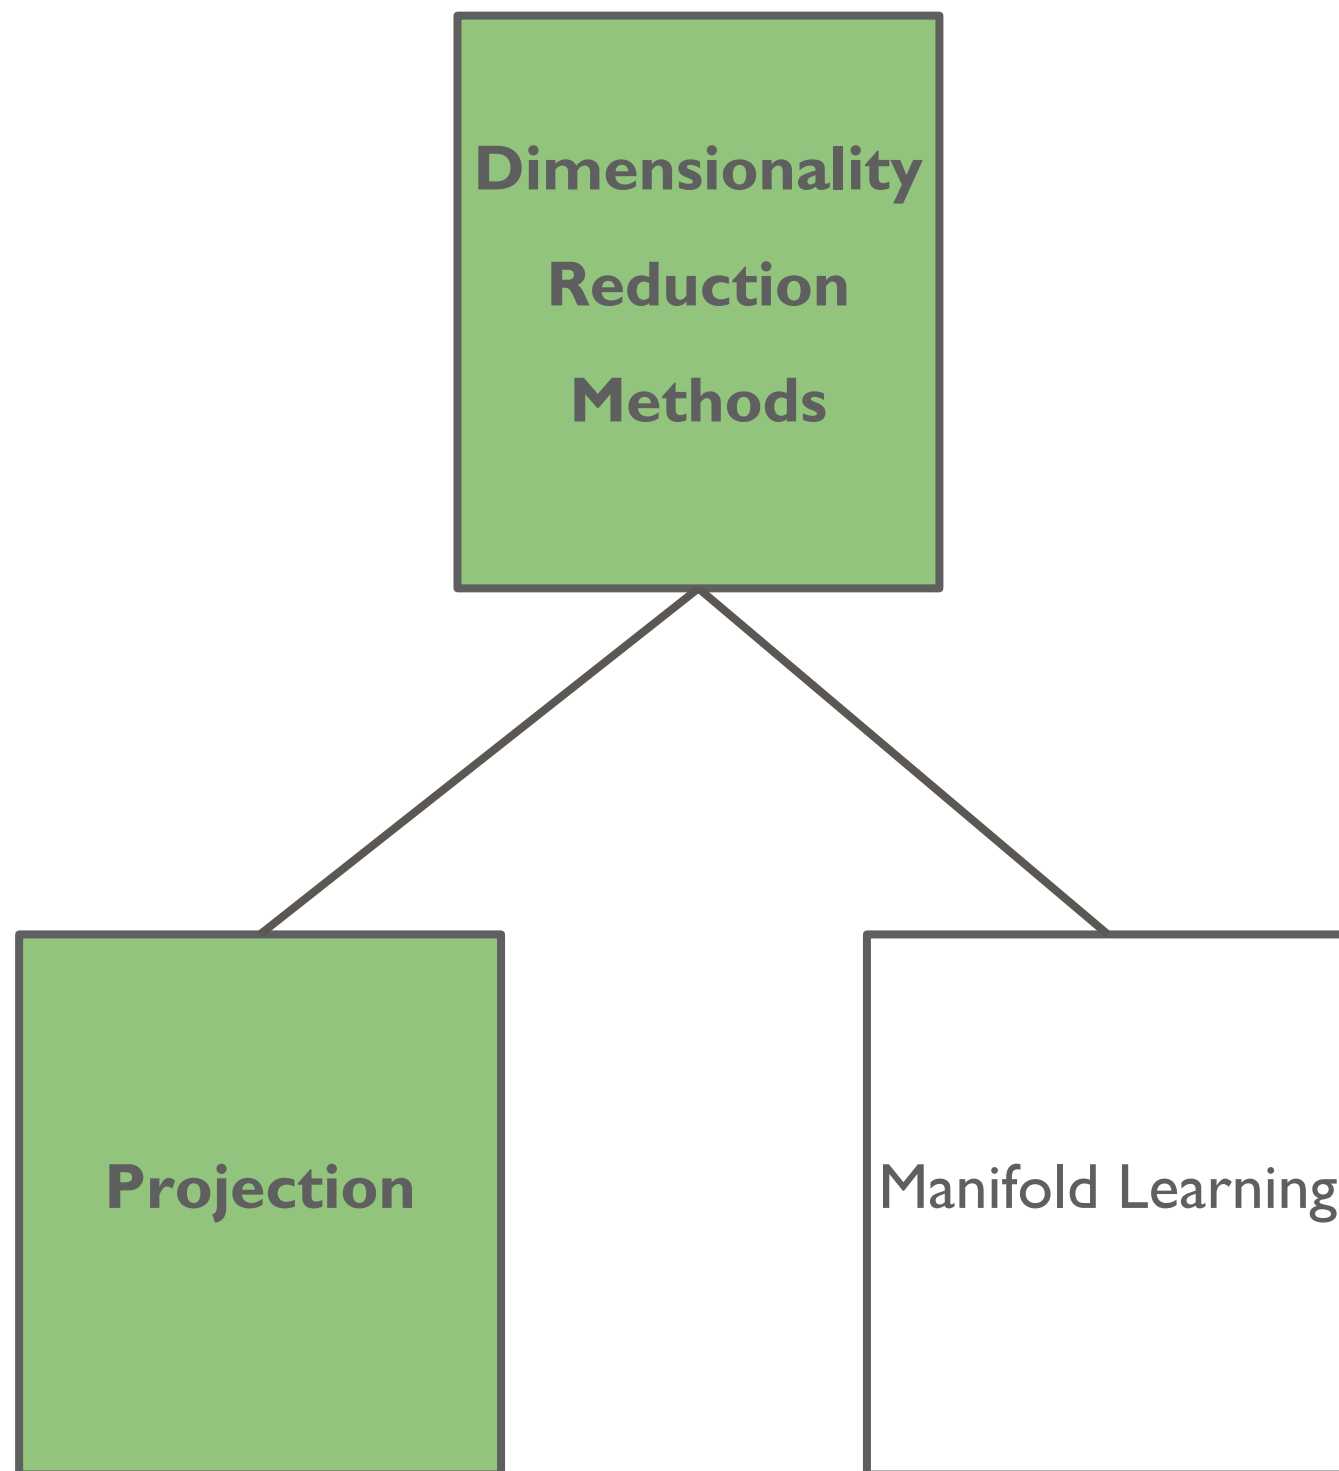 Dimensionality
Reduction
Methods
Projection
Manifold Learning